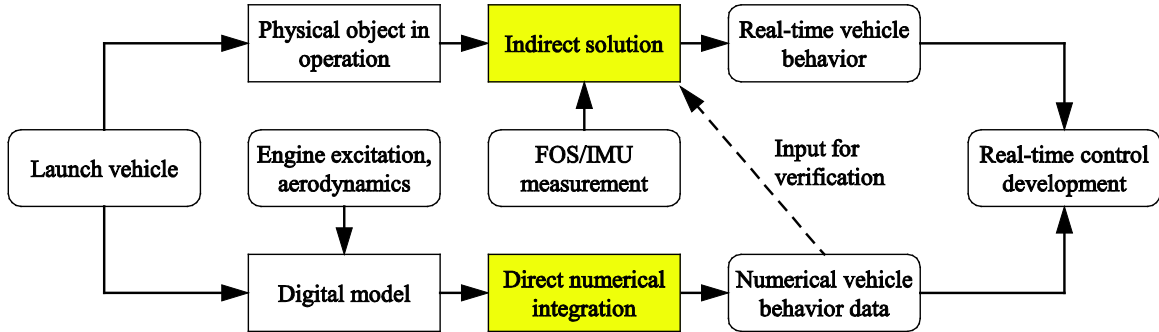 Physical object in
operation
Indirect solution
Real-time vehicle
behavior
Launch vehicle
Engine excitation,
aerodynamics
FOS/IMU
measurement
Input for
verification
Real-time control
development
Digital model
Direct numerical
integration
Numerical vehicle
behavior data